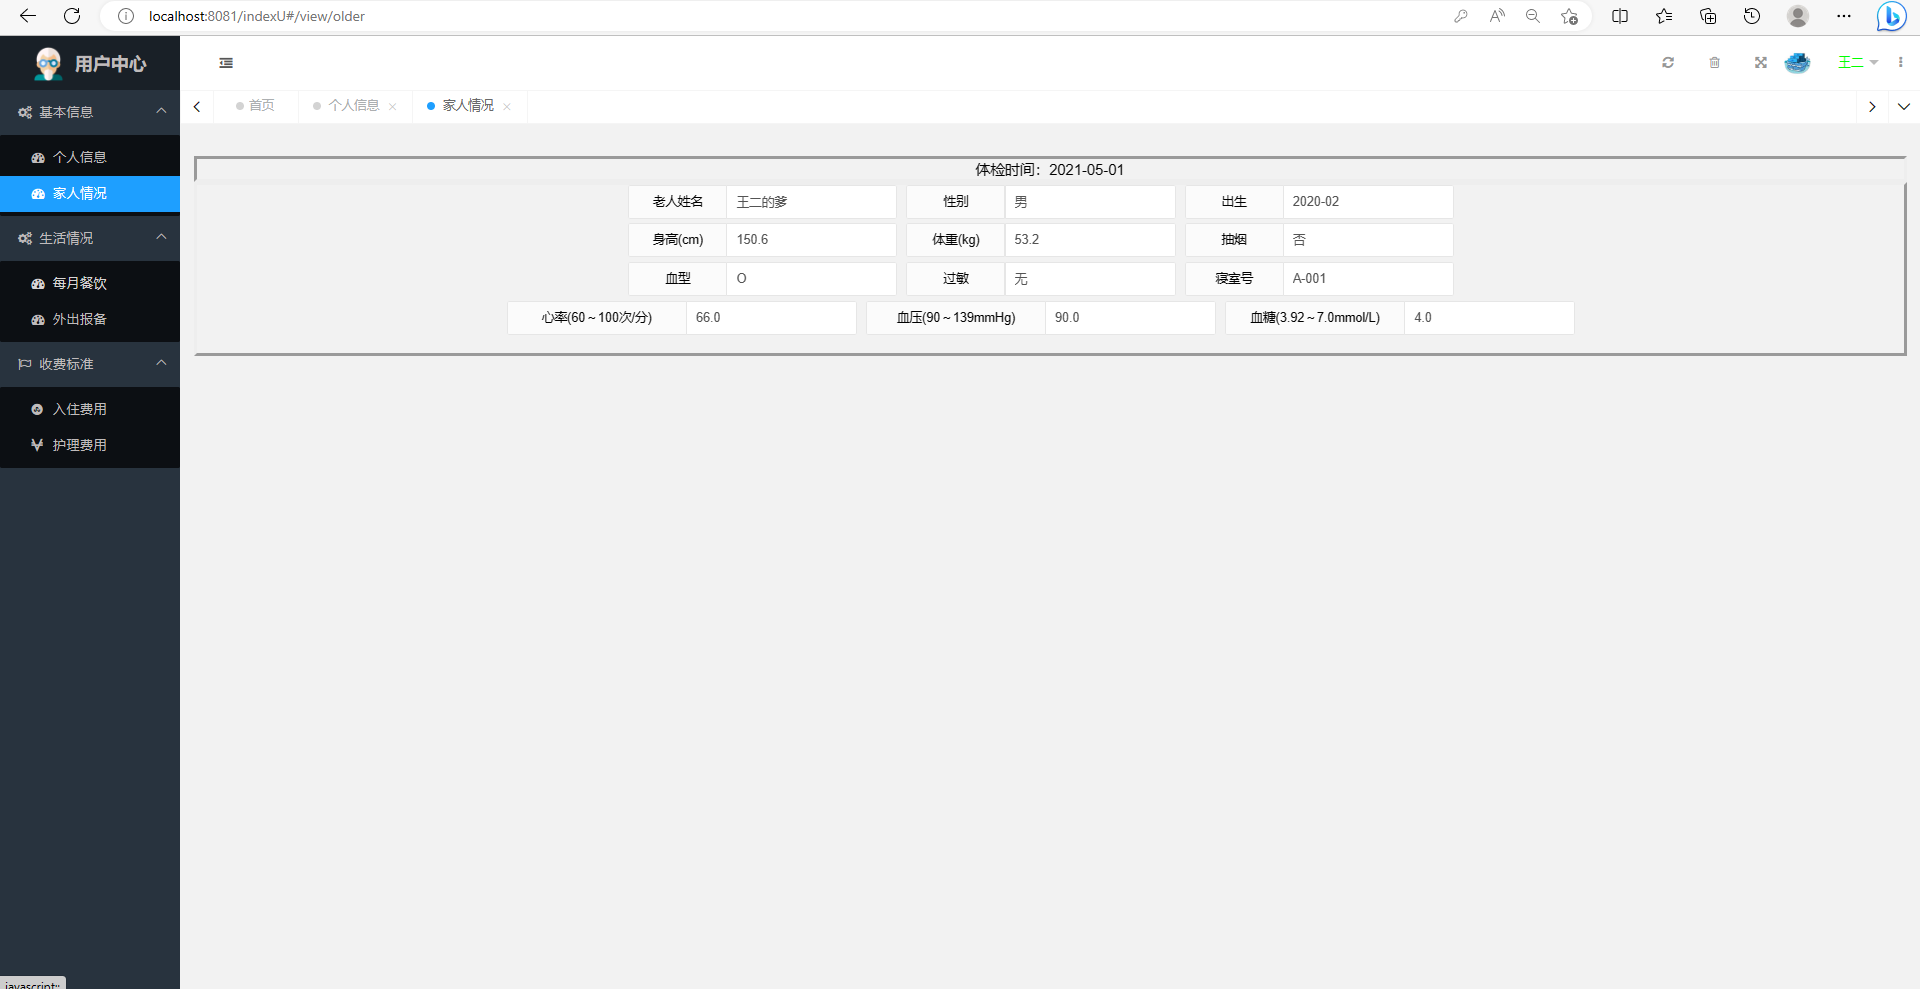 localhost:8081/indexU#/view/older
用户中心
王二
基本信息
首页
个人信息
家人情况
个人信息
家人情况
生活情况
每月餐饮
外出报备
收费标准
入住费用
护理费用
体检时间：2021-05-01
老人姓名 王二的爹 性别 男 出生 2020-02
身高(cm) 150.6 体重(kg) 53.2 抽烟 否
血型 O 过敏 无 寝室号 A-001
心率(60～100次/分) 66.0 血压(90～139mmHg) 90.0 血糖(3.92～7.0mmol/L) 4.0
javascript:;